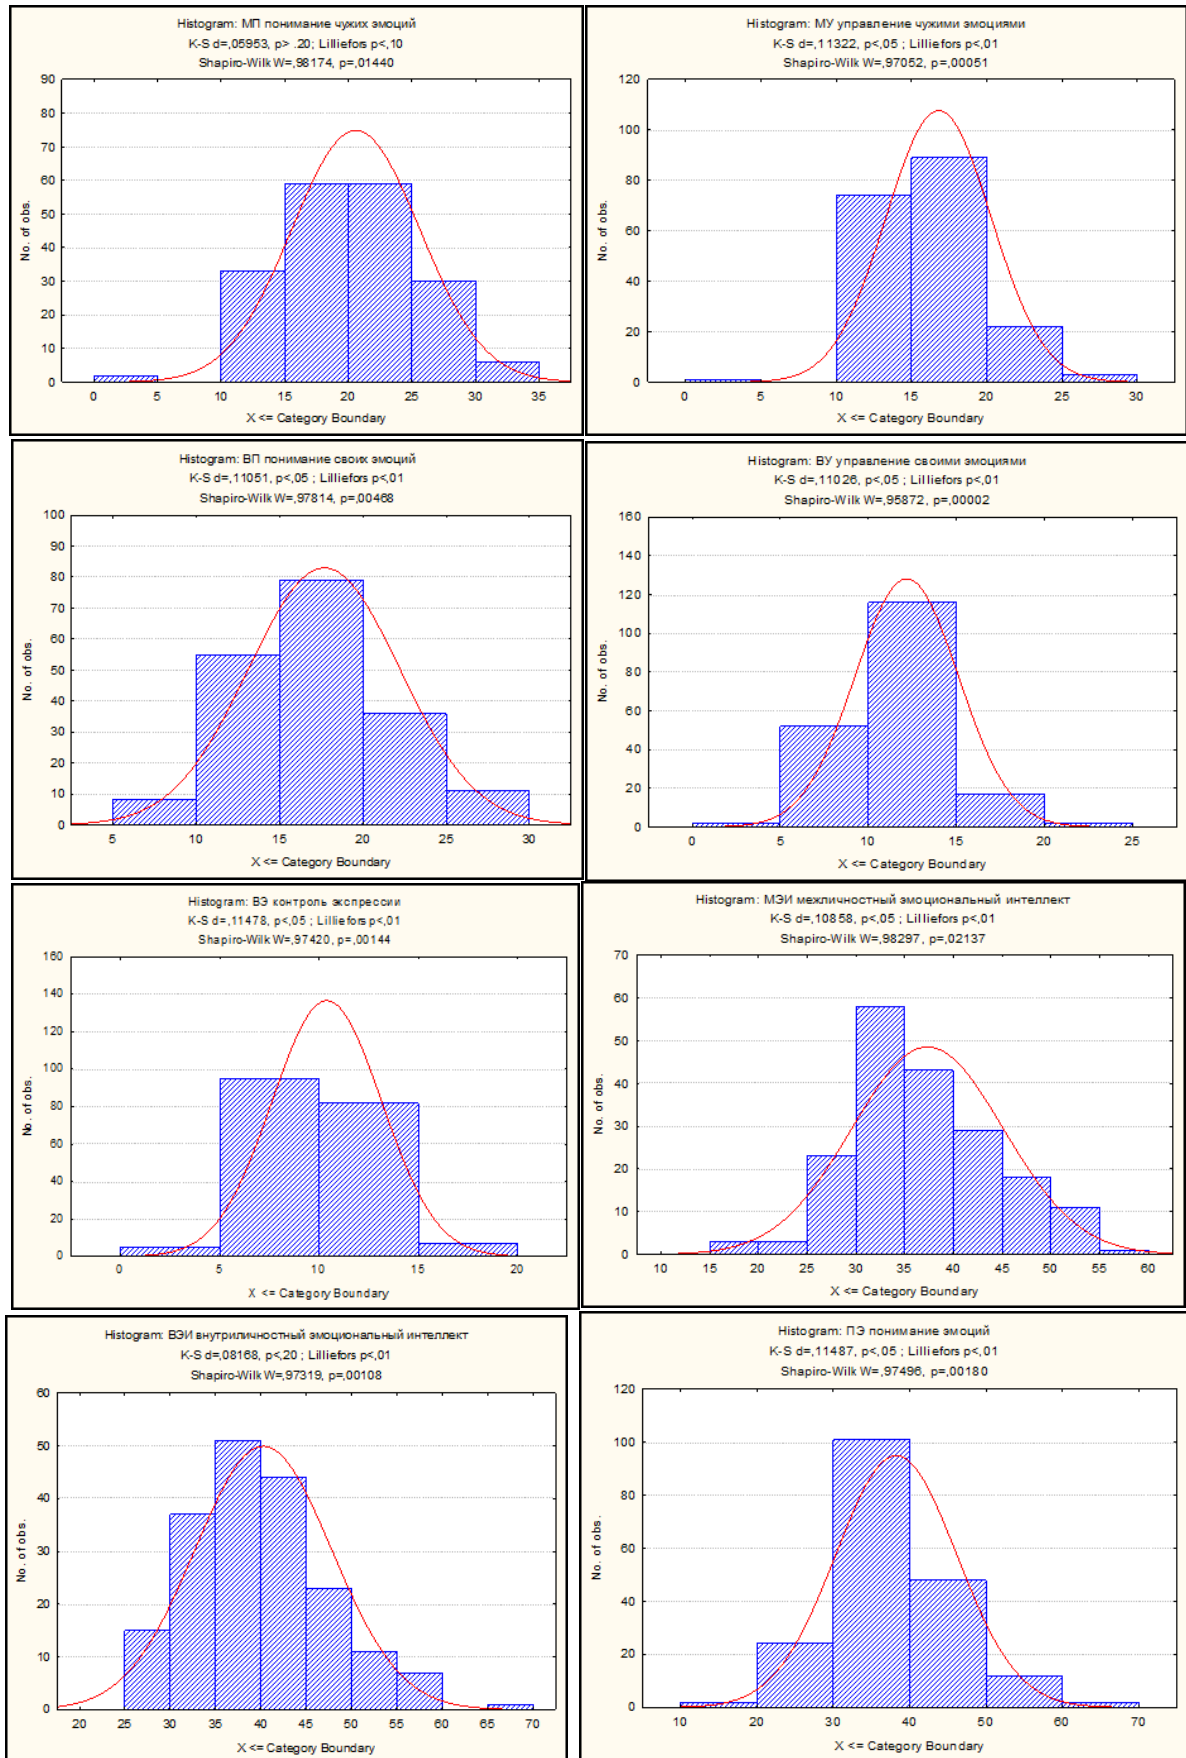 Histogram: МП понимание чужих эмоций
K-S d=,05953, p> .20; Lilliefors p<,10
Shapiro-Wilk W=,98174, p=,01440
90
80
70
60
50
40
30
20
10
0
No. of obs.
0 5 10 15 20 25 30 35
X <= Category Boundary
Histogram: МУ управление чужими эмоциями
K-S d=,11322, p<,05 ; Lilliefors p<,01
Shapiro-Wilk W=,97052, p=,00051
120
100
80
60
40
20
0
No. of obs.
0 5 10 15 20 25 30
X <= Category Boundary
Histogram: ВП понимание своих эмоций
K-S d=,11051, p<,05 ; Lilliefors p<,01
Shapiro-Wilk W=,97814, p=,00468
100
90
80
70
60
50
40
30
20
10
0
No. of obs.
5 10 15 20 25 30
X <= Category Boundary
Histogram: ВУ управление своими эмоциями
K-S d=,11026, p<,05 ; Lilliefors p<,01
Shapiro-Wilk W=,95872, p=,00002
160
140
120
100
80
60
40
20
0
No. of obs.
0 5 10 15 20 25
X <= Category Boundary
Histogram: ВЭ контроль экспрессии
K-S d=,11478, p<,05 ; Lilliefors p<,01
Shapiro-Wilk W=,97420, p=,00144
160
140
120
100
80
60
40
20
0
No. of obs.
0 5 10 15 20
X <= Category Boundary
Histogram: МЭИ межличностный эмоциональный интеллект
K-S d=,10858, p<,05 ; Lilliefors p<,01
Shapiro-Wilk W=,98297, p=,02137
70
60
50
40
30
20
10
0
No. of obs.
10 15 20 25 30 35 40 45 50 55 60
X <= Category Boundary
Histogram: ВЭИ внутриличностный эмоциональный интеллект
K-S d=,08168, p<,20 ; Lilliefors p<,01
Shapiro-Wilk W=,97319, p=,00108
60
50
40
30
20
10
0
No. of obs.
20 25 30 35 40 45 50 55 60 65 70
X <= Category Boundary
Histogram: ПЭ понимание эмоций
K-S d=,11487, p<,05 ; Lilliefors p<,01
Shapiro-Wilk W=,97496, p=,00180
120
100
80
60
40
20
0
No. of obs.
10 20 30 40 50 60 70
X <= Category Boundary